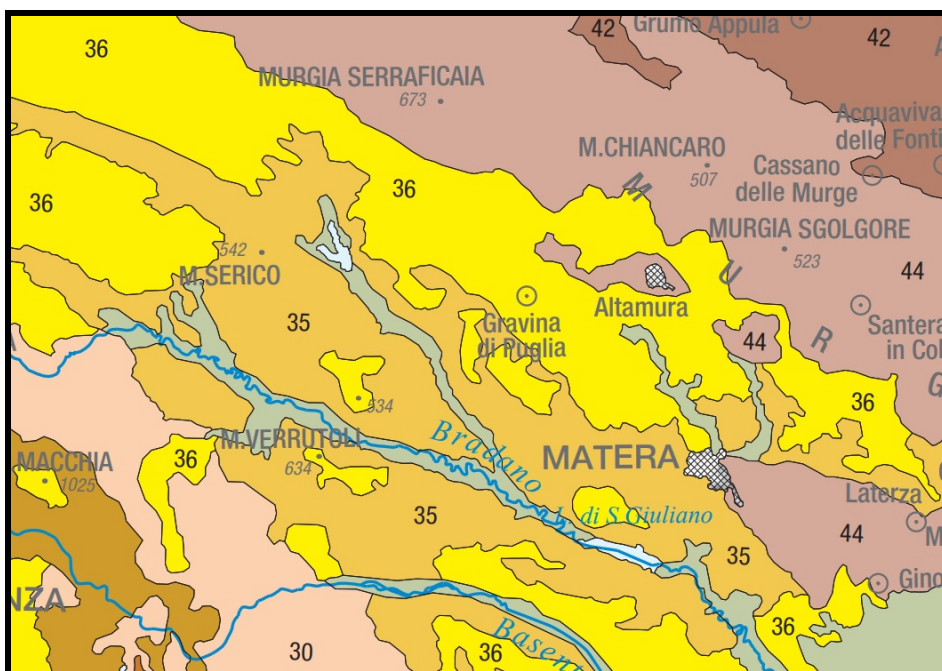 Grumo Appula
42
42
A
36
MURGIA SERRAFICAIA
673
Acquaviva
delle Fonti
M.CHIANCARO
507
Cassano
delle Murge
36
36
M
U
R
G
MURGIA SGOLGORE
523
542
M.SERICO
44
Altamura
35
Gravina
di Puglia
44
Santera
in Col
534
36
Bradano
M.VERRUTOLI
634
MATERA
MACCHIA
1025
36
Laterza
L. di S.Giuliano
35
44
M
35
Gino
NZA
36
30
Basent
36